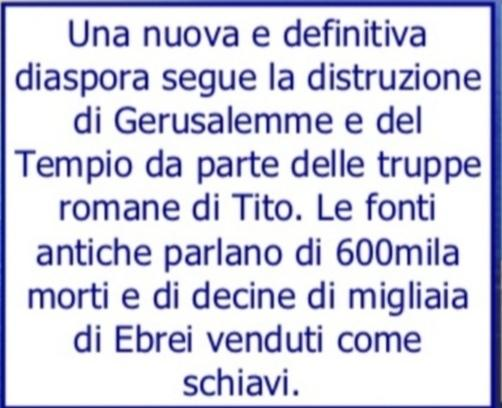 Una nuova e definitiva
diaspora segue la distruzione
di Gerusalemme e del
Tempio da parte delle truppe
romane di Tito. Le fonti
antiche parlano di 600mila
morti e di decine di migliaia
di Ebrei venduti come
schiavi.